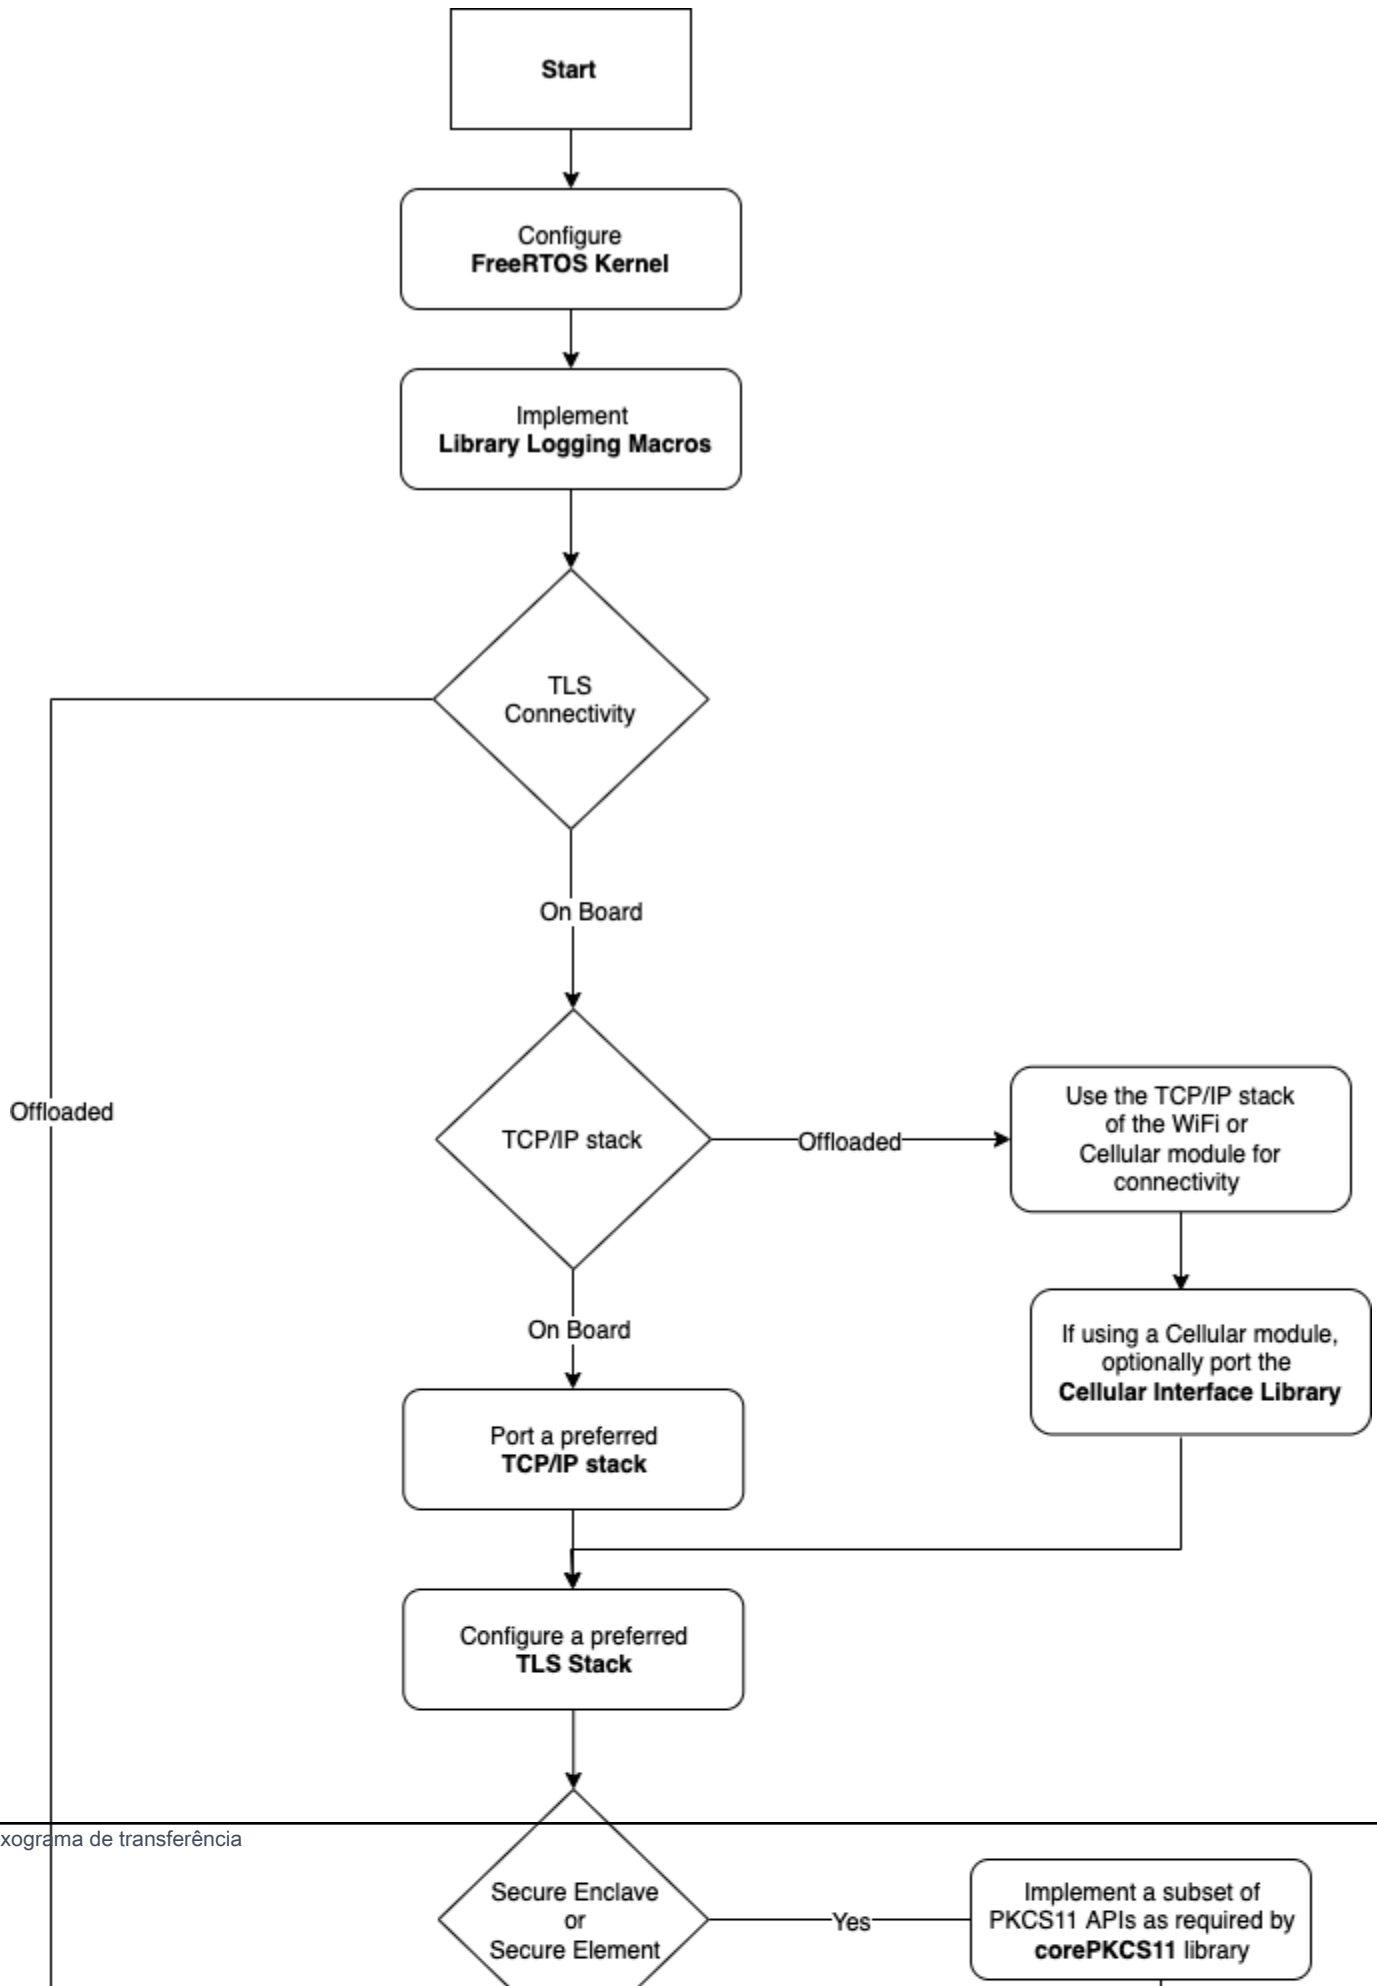 Start
Configure
FreeRTOS Kernel
Implement
Library Logging Macros
TLS
Connectivity
On Board
Offloaded
TCP/IP stack
Offloaded
Use the TCP/IP stack
of the WiFi or
Cellular module for
connectivity
If using a Cellular module,
optionally port the
Cellular Interface Library
On Board
Port a preferred
TCP/IP stack
Configure a preferred
TLS Stack
xograma de transferência
Secure Enclave
or
Secure Element
Yes
Implement a subset of
PKCS11 APIs as required by
corePKCS11 library